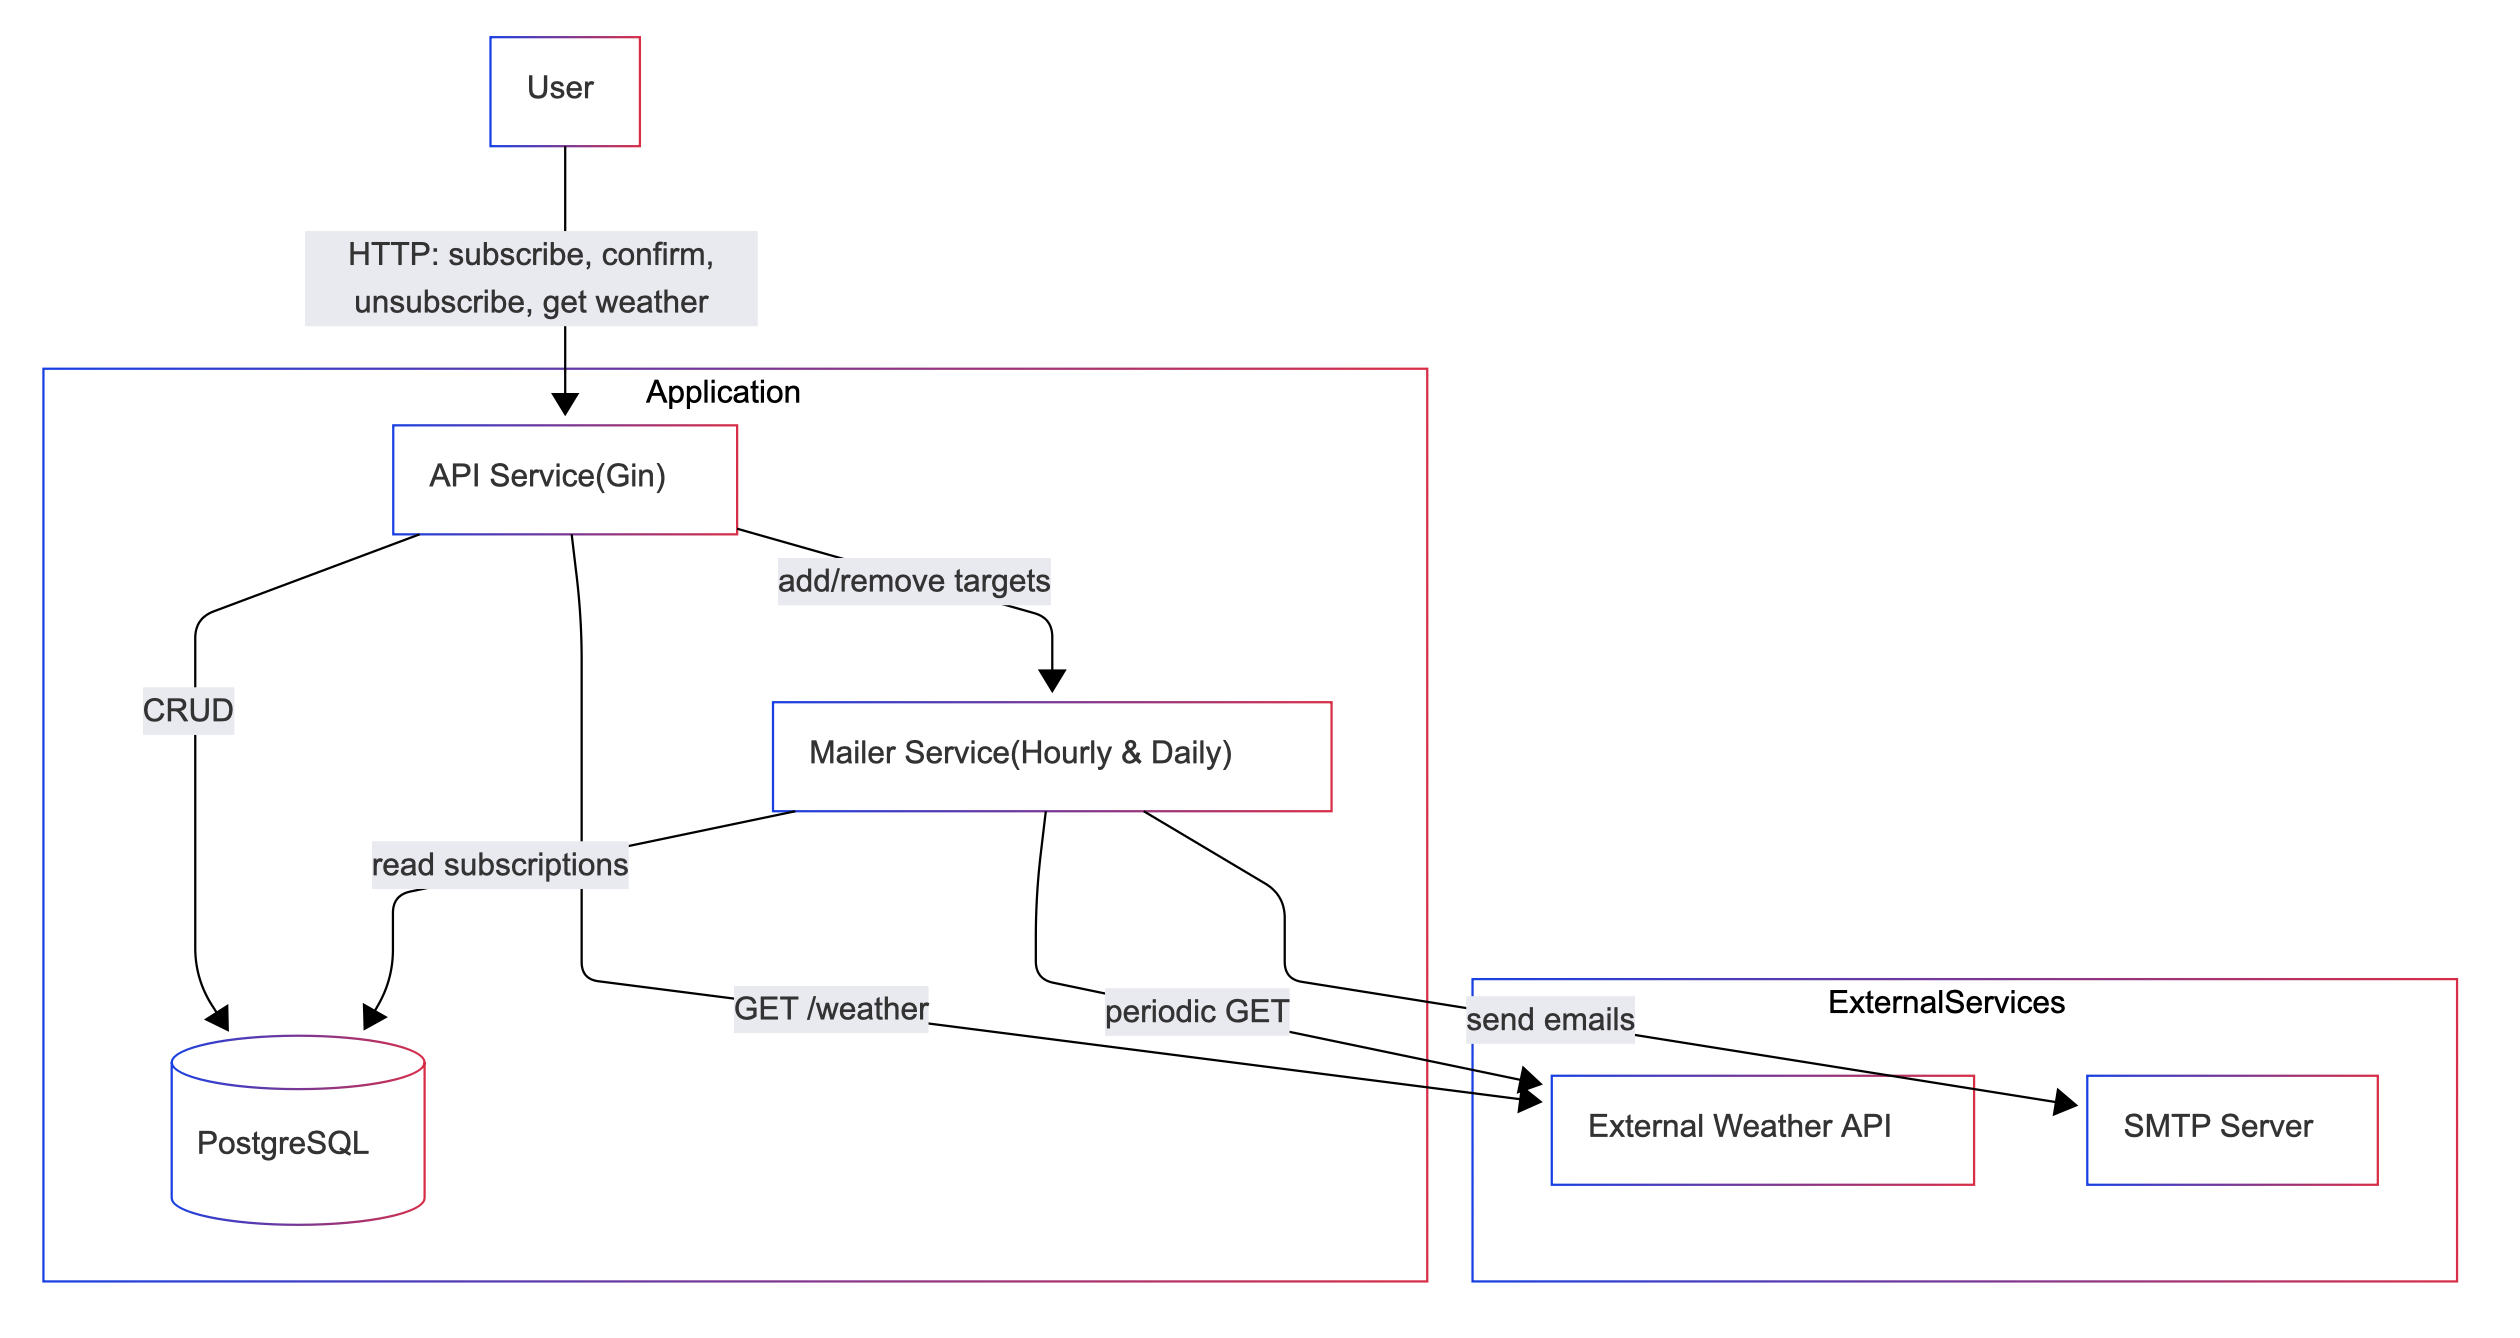 User
HTTP: subscribe, confirm,
unsubscribe, get weather
Application
API Service(Gin)
add/remove targets
CRUD
Mailer Service(Hourly & Daily)
read subscriptions
GET /weather
periodic GET
send emails
ExternalServices
External Weather API
SMTP Server
PostgreSQL